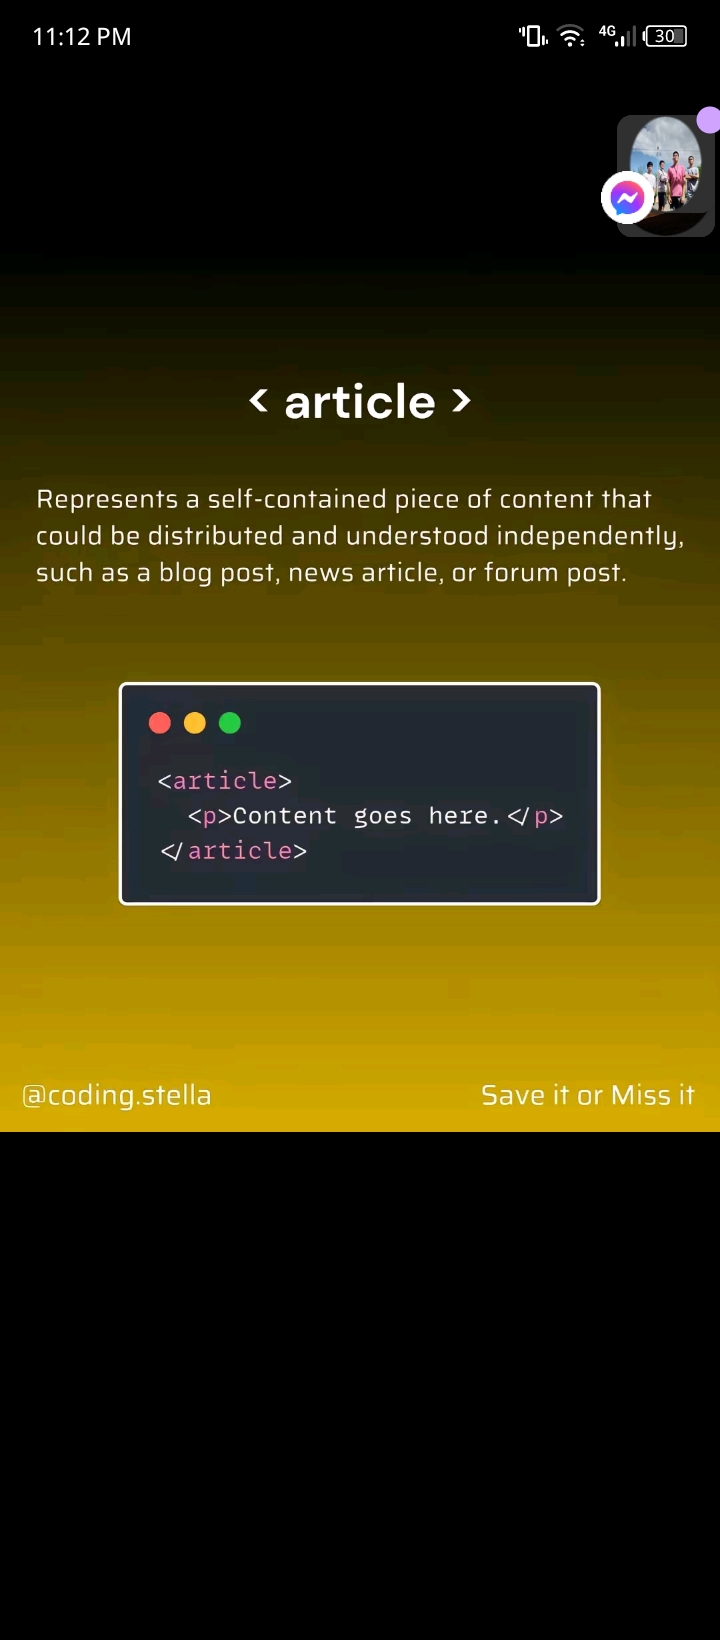 11:12 PM
4G
30
< article >
Represents a self-contained piece of content that
could be distributed and understood independently,
such as a blog post, news article, or forum post.
<article>
<p>Content goes here.</p>
</article>
@coding.stella
Save it or Miss it